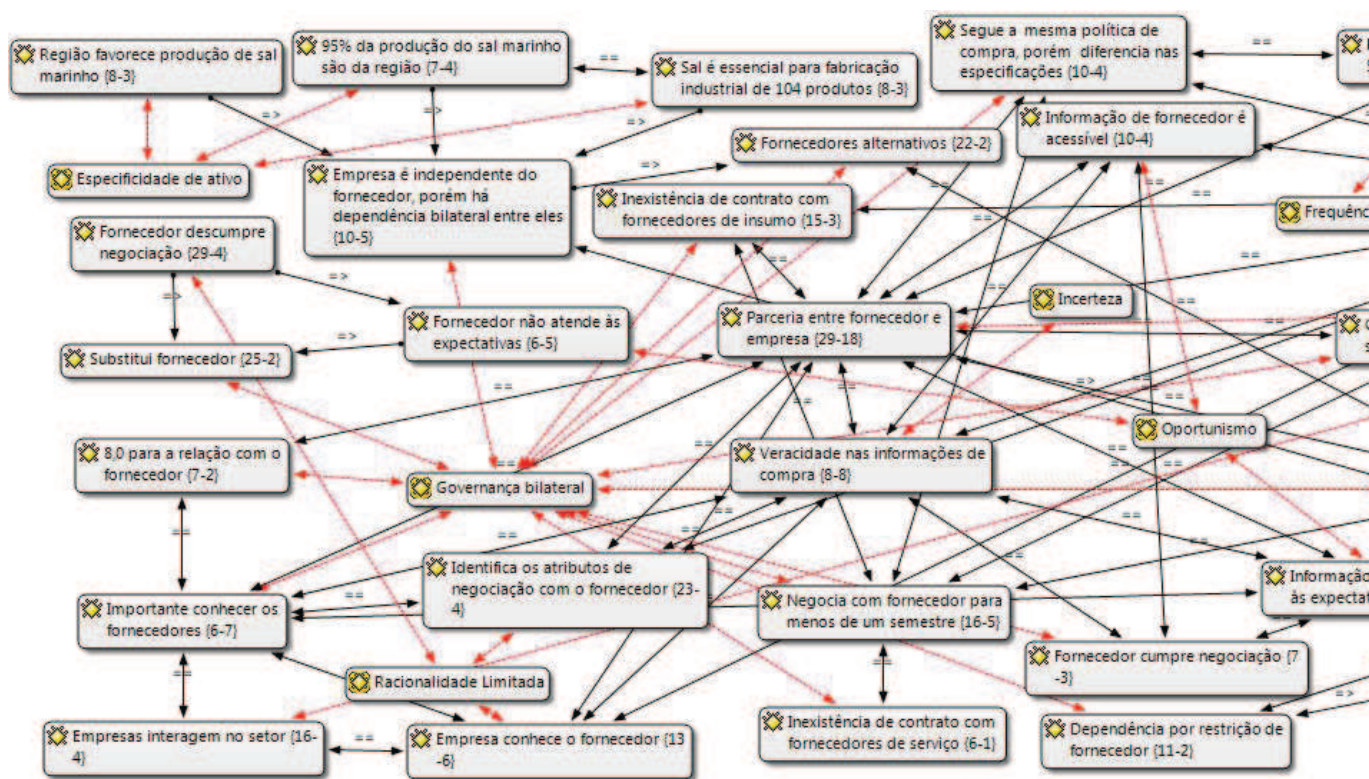 Região favorece produção de sal
marinho {8-3}
95% da produção do sal marinho
são da região {7-4}
Sal é essencial para fabricação
industrial de 104 produtos {8-3}
Segue a mesma política de
compra, porém diferencia nas
especificações {10-4}
==
==
=>
=>
=>
Informação de fornecedor é
acessível {10-4}
Fornecedores alternativos {22-2}
Especificidade de ativo
Empresa é independente do
fornecedor, porém há
dependência bilateral entre eles
{10-5}
=>
Inexistência de contrato com
fornecedores de insumo {15-3}
==
==
Frequênc
Fornecedor descumpre
negociação {29-4}
=>
=>
==
==
==
Incerteza
Parceria entre fornecedor e
empresa {29-18}
==
==
==
Fornecedor não atende às
expectativas {6-5}
=>
Substitui fornecedor {25-2}
==
==
==
=>
==
Oportunismo
8,0 para a relação com o
fornecedor {7-2}
==
Governança bilateral
Veracidade nas informações de
compra {8-8}
==
==
==
==
==
==
Identifica os atributos de
negociação com o fornecedor {23-
4}
Negocia com fornecedor para
menos de um semestre {16-5}
Informação
às expectat
Importante conhecer os
fornecedores {6-7}
==
==
==
==
Fornecedor cumpre negociação {7
-3}
Racionalidade Limitada
=>
Empresas interagem no setor {16-
4}
==
Empresa conhece o fornecedor {13
-6}
Inexistência de contrato com
fornecedores de serviço {6-1}
Dependência por restrição de
fornecedor {11-2}